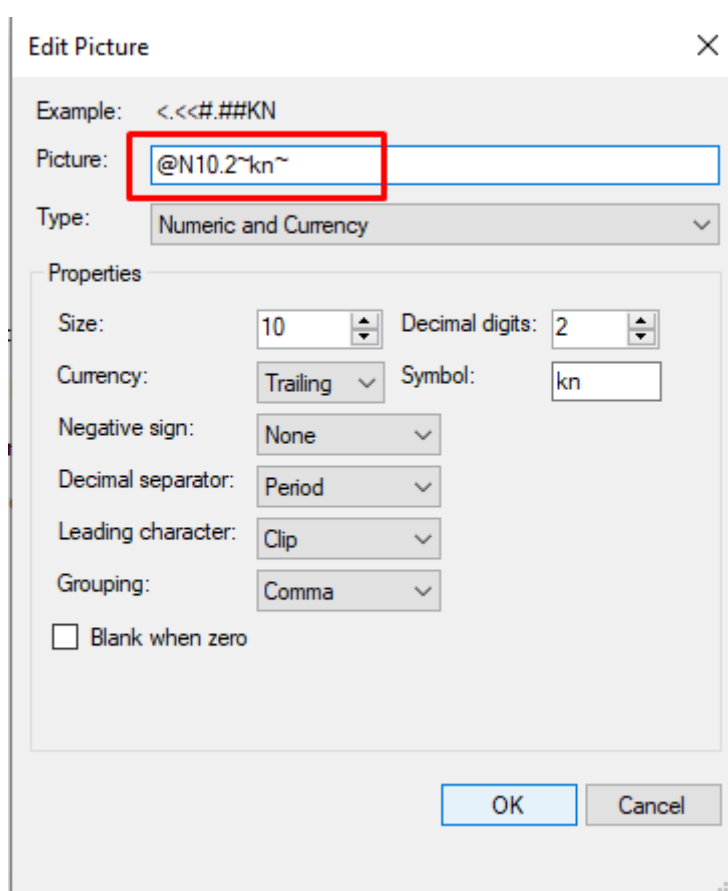 Edit Picture
Example: <.<<#.##KN
Picture: @N10.2~kn~
Type: Numeric and Currency
Properties
Size: 10 Decimal digits: 2
Currency: Trailing Symbol: kn
Negative sign: None
Decimal separator: Period
Leading character: Clip
Grouping: Comma
Blank when zero
OK Cancel